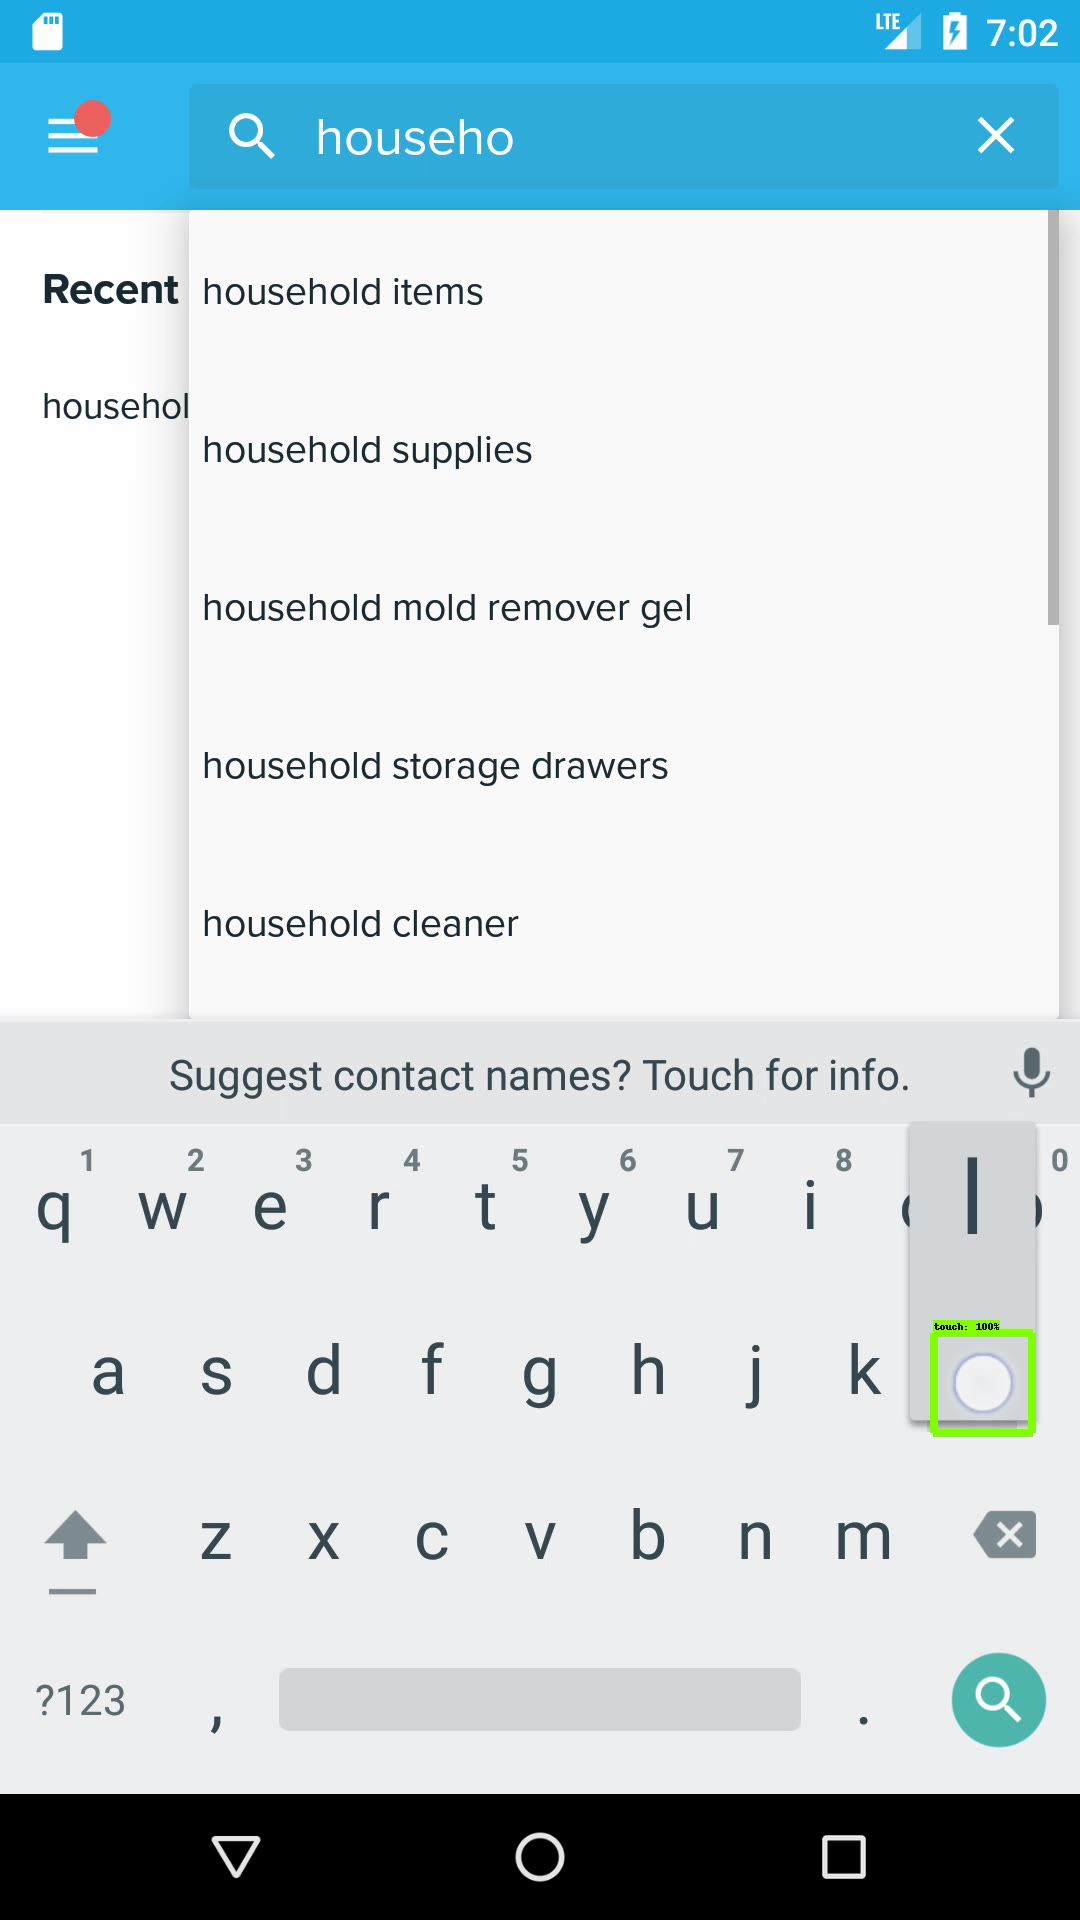 LTE 7:02
househo
Recent
househol
household items
household supplies
household mold remover gel
household storage drawers
household cleaner
Suggest contact names? Touch for info.
1 2 3 4 5 6 7 8 0
q w e r t y u i l
touch: 100%
a s d f g h j k
z x c v b n m
?123 , .